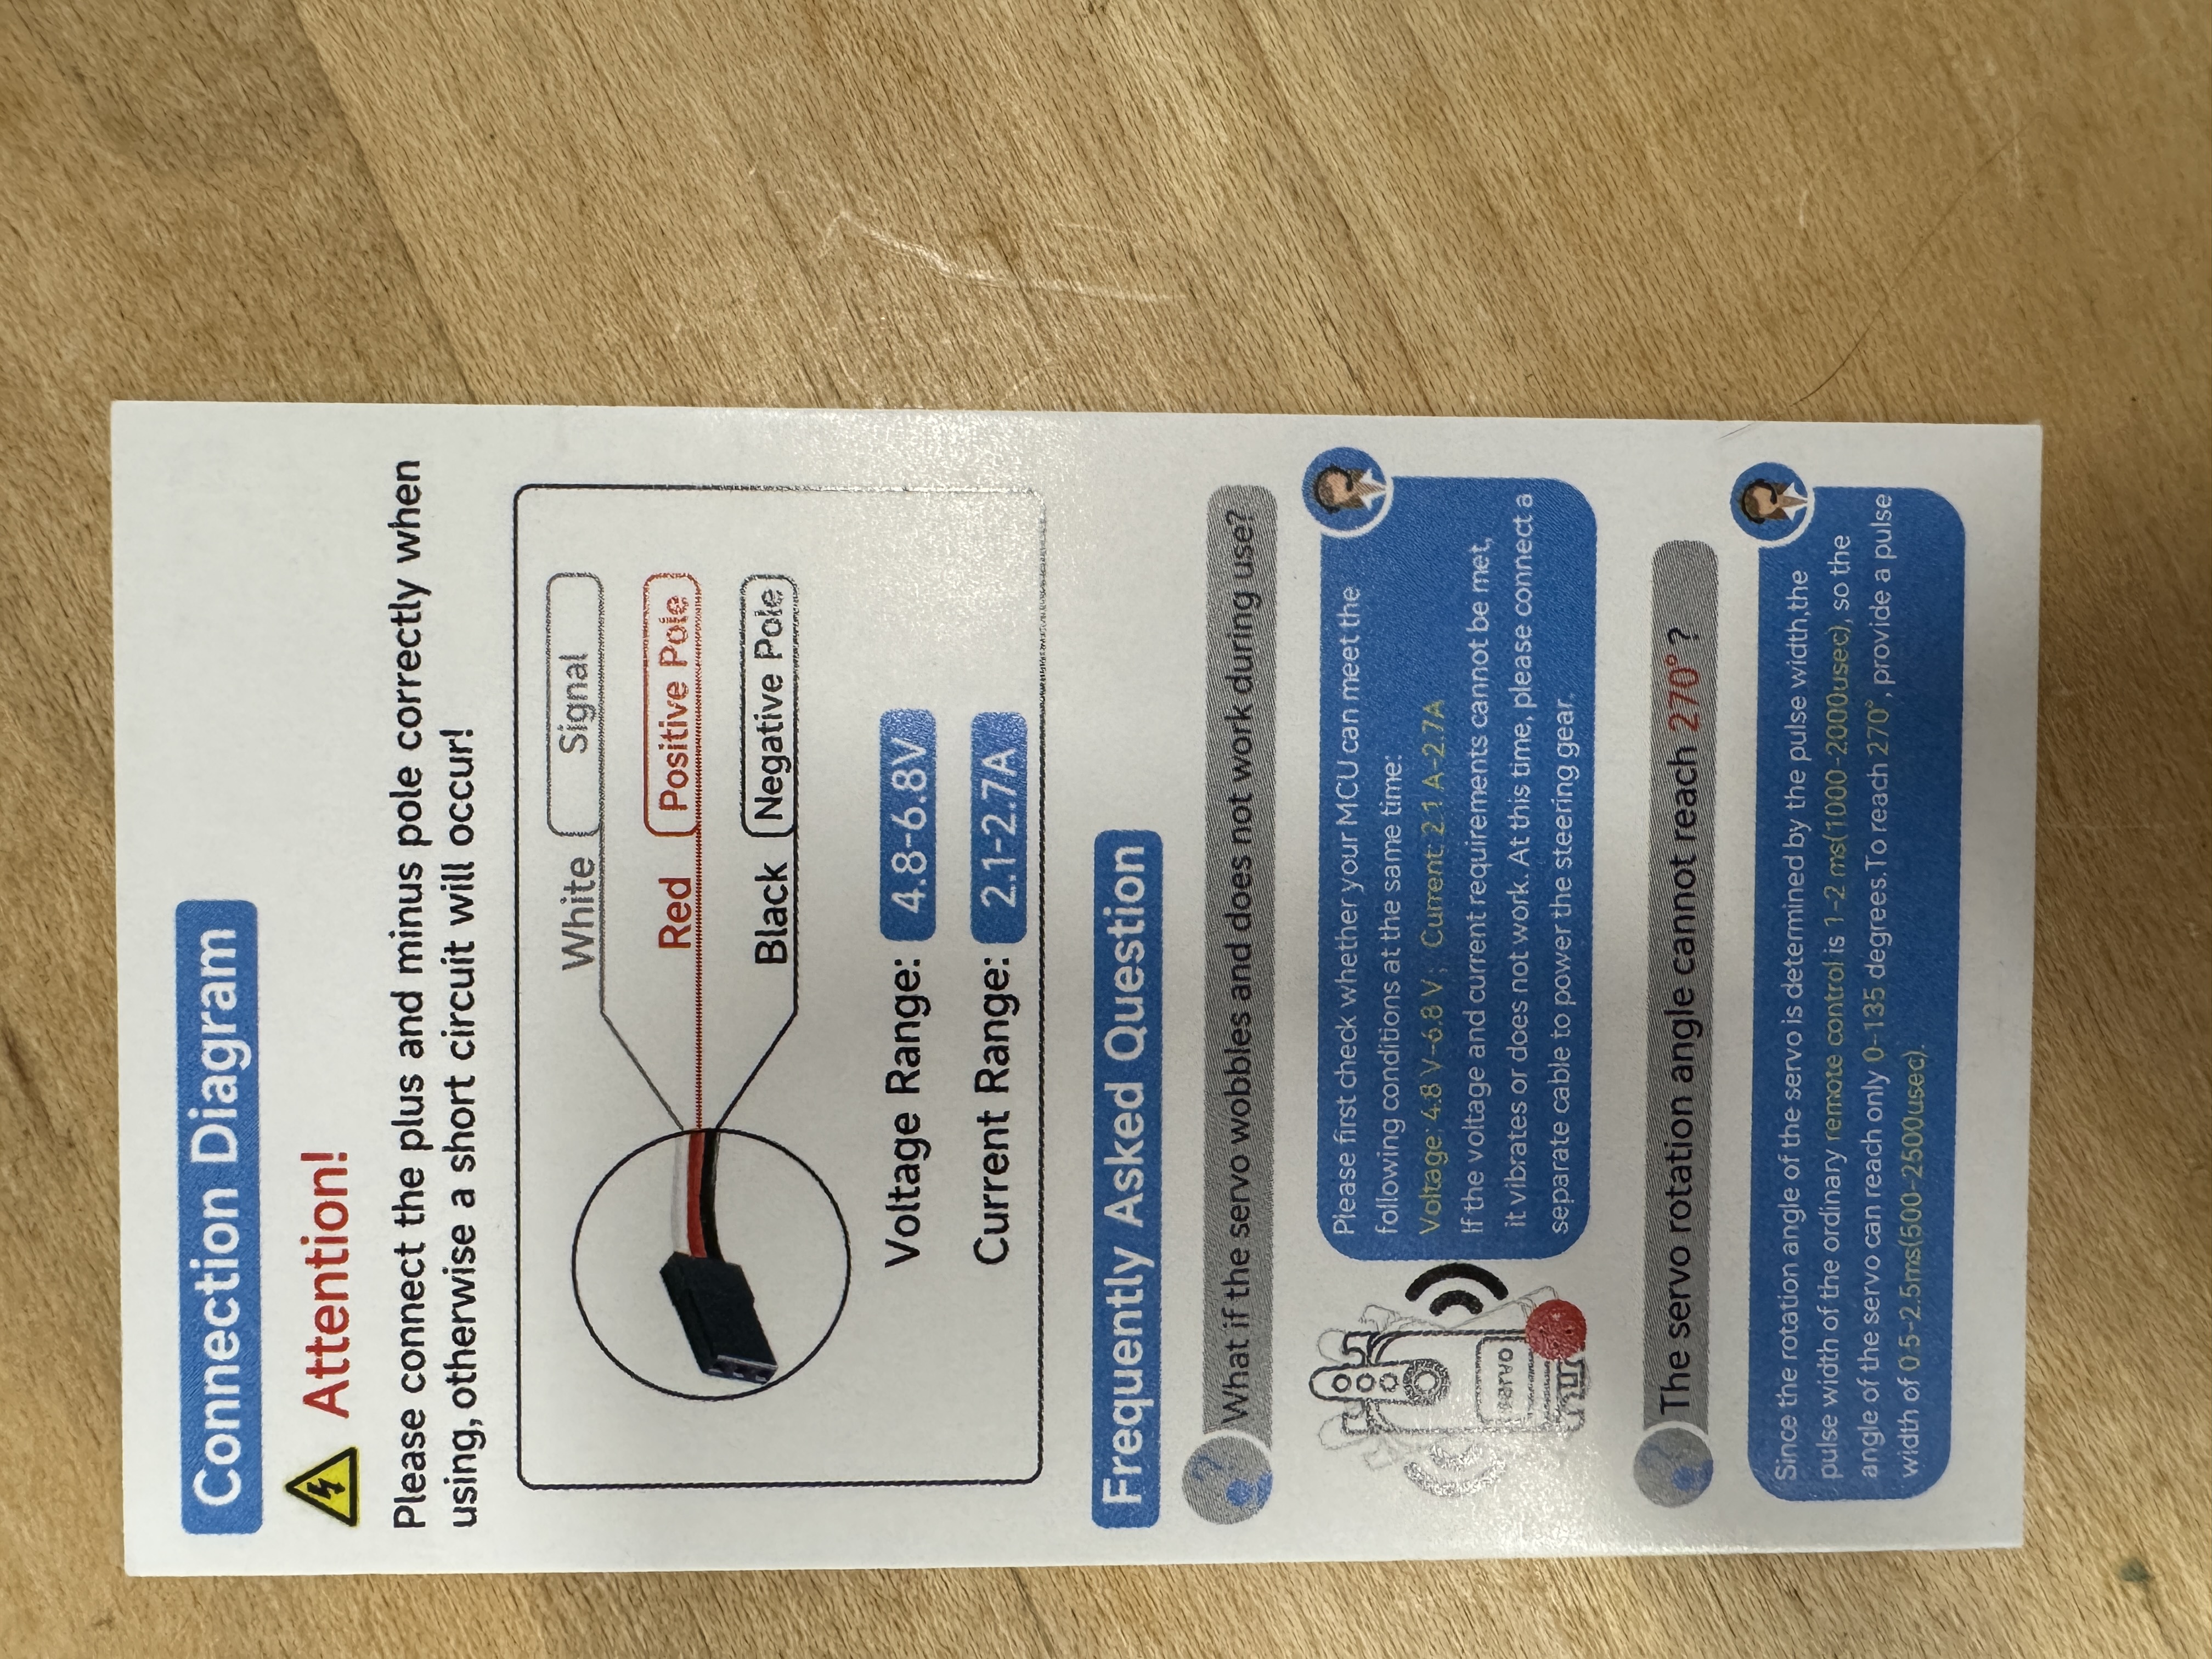 Connection Diagram
Attention!
Please connect the plus and minus pole correctly when
using, otherwise a short circuit will occur!
White Signal
Red Positive Pole
Black Negative Pole
Voltage Range: 4.8-6.8V
Current Range: 2.1-2.7A
Frequently Asked Question
?
What if the servo wobbles and does not work during use?
servo
Please first check whether your MCU can meet the
following conditions at the same time:
Voltage: 4.8 V-6.8 V; Current: 2.1 A-2.7A
If the voltage and current requirements cannot be met,
it vibrates or does not work. At this time, please connect a
separate cable to power the steering gear.
?
The servo rotation angle cannot reach 270°?
Since the rotation angle of the servo is determined by the pulse width,the
pulse width of the ordinary remote control is 1-2 ms(1000-2000usec), so the
angle of the servo can reach only 0-135 degrees.To reach 270°, provide a pulse
width of 0.5-2.5ms(500-2500usec).